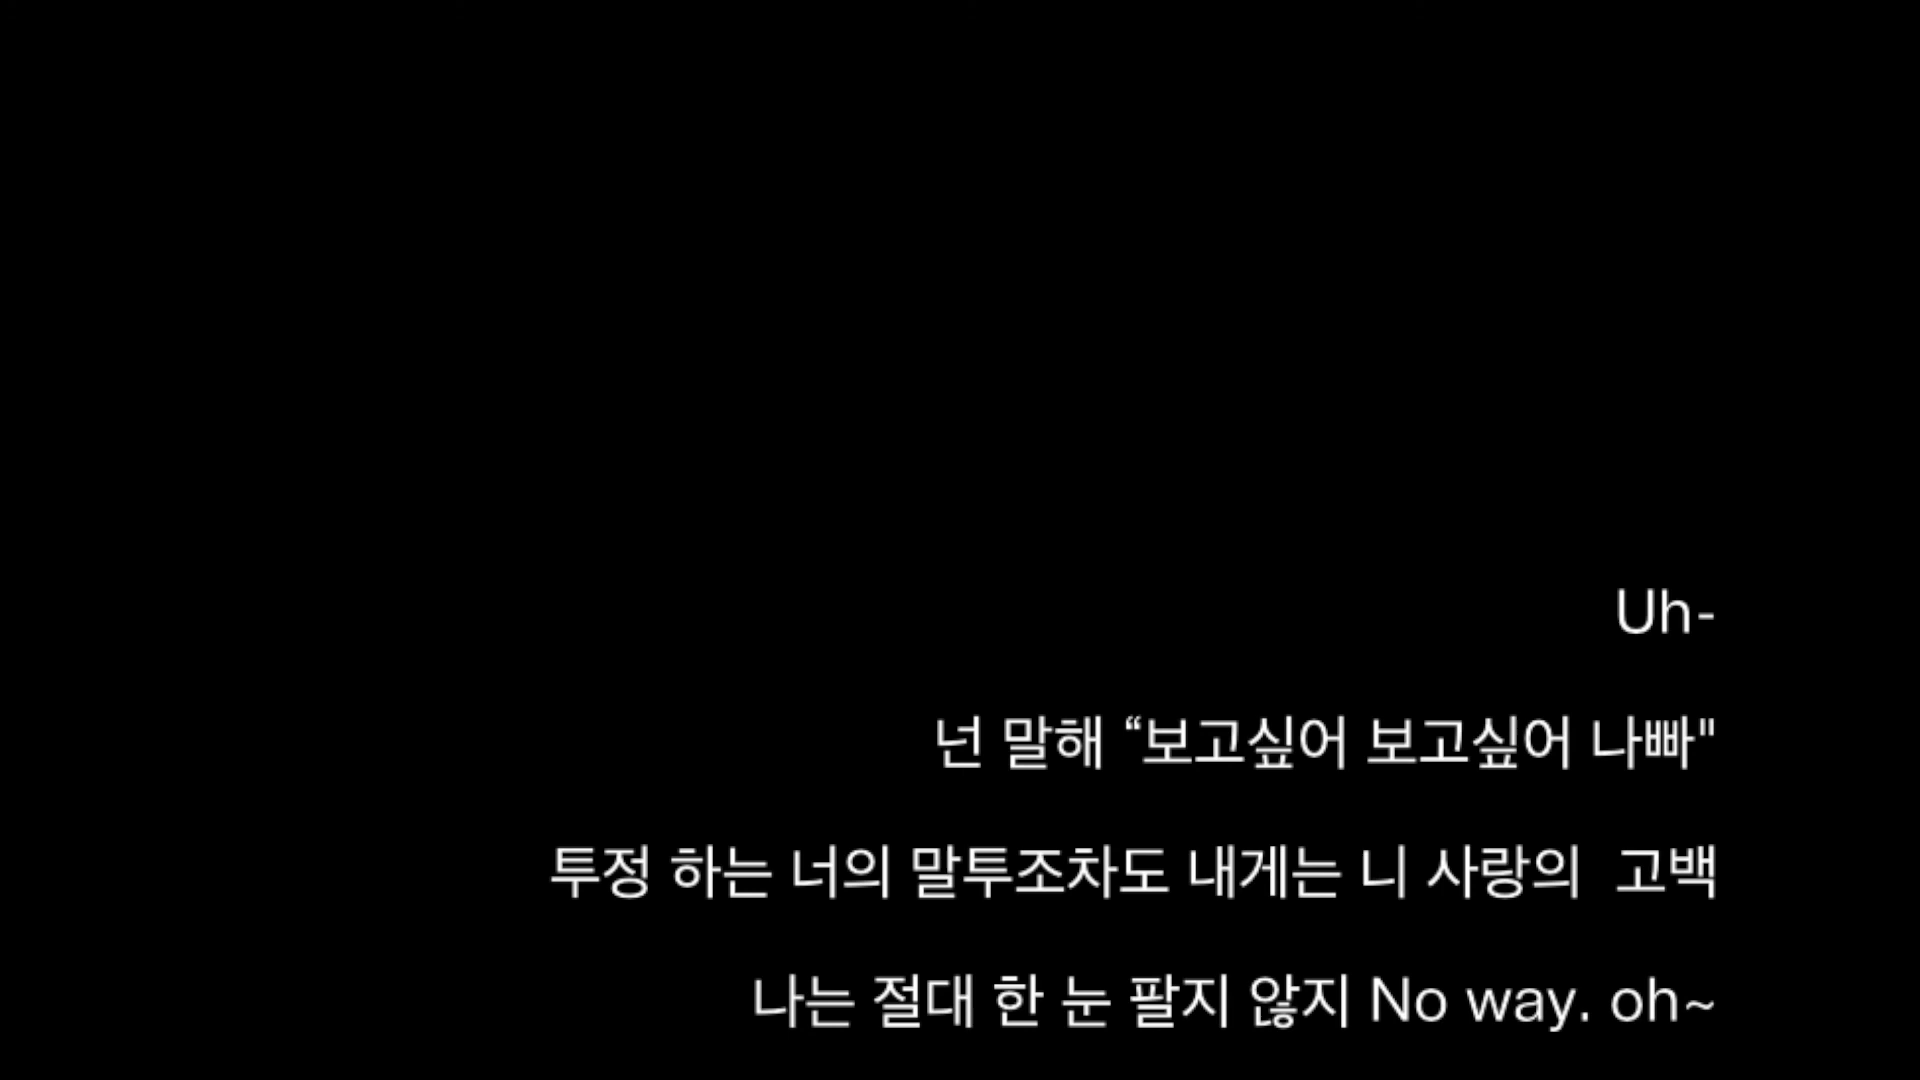 Uh-
넌 말해 “보고싶어 보고싶어 나빠"
투정 하는 너의 말투조차도 내게는 니 사랑의  고백
나는 절대 한 눈 팔지 않지 No way. oh~